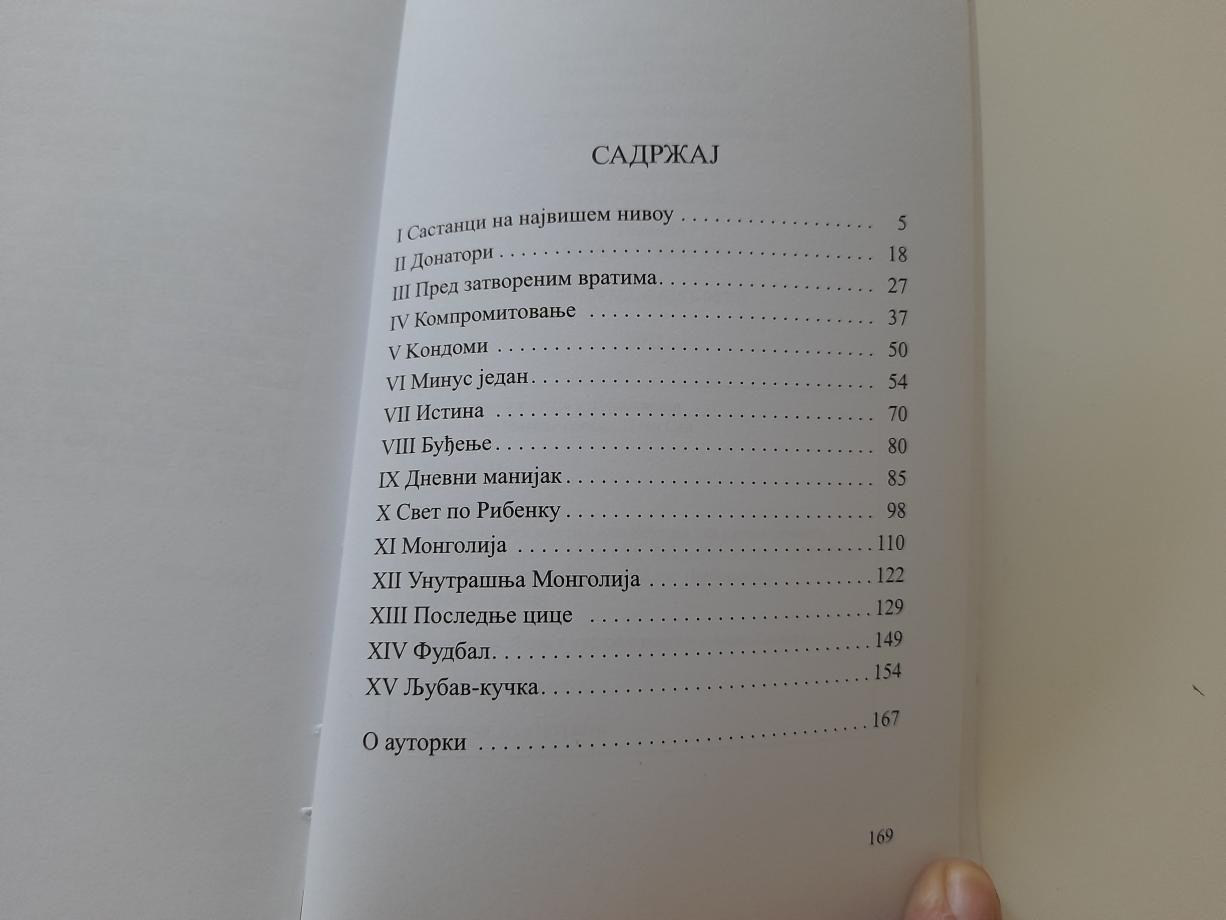 САДРЖАЈ
I Састанци на највишем нивоу . . . . . . . . . . . . . . . . . . 5
II Донатори . . . . . . . . . . . . . . . . . . . . . . . . . . . . . . . . . . 18
III Пред затвореним вратима. . . . . . . . . . . . . . . . . . . . 27
IV Компромитовање . . . . . . . . . . . . . . . . . . . . . . . . . . 37
V Кондоми . . . . . . . . . . . . . . . . . . . . . . . . . . . . . . . . . . 50
VI Минус један. . . . . . . . . . . . . . . . . . . . . . . . . . . . . . . 54
VII Истина . . . . . . . . . . . . . . . . . . . . . . . . . . . . . . . . . . 70
VIII Буђење. . . . . . . . . . . . . . . . . . . . . . . . . . . . . . . . . . 80
IX Дневни манијак. . . . . . . . . . . . . . . . . . . . . . . . . . . . 85
X Свет по Рибенку . . . . . . . . . . . . . . . . . . . . . . . . . . . . 98
XI Монголија . . . . . . . . . . . . . . . . . . . . . . . . . . . . . . . .110
XII Унутрашња Монголија . . . . . . . . . . . . . . . . . . . .122
XIII Последње цице . . . . . . . . . . . . . . . . . . . . . . . . .129
XIV Фудбал. . . . . . . . . . . . . . . . . . . . . . . . . . . . . . . . . .149
XV Љубав-кучка. . . . . . . . . . . . . . . . . . . . . . . . . . . . . .154
О ауторки . . . . . . . . . . . . . . . . . . . . . . . . . . . . . . . . . . .167
169